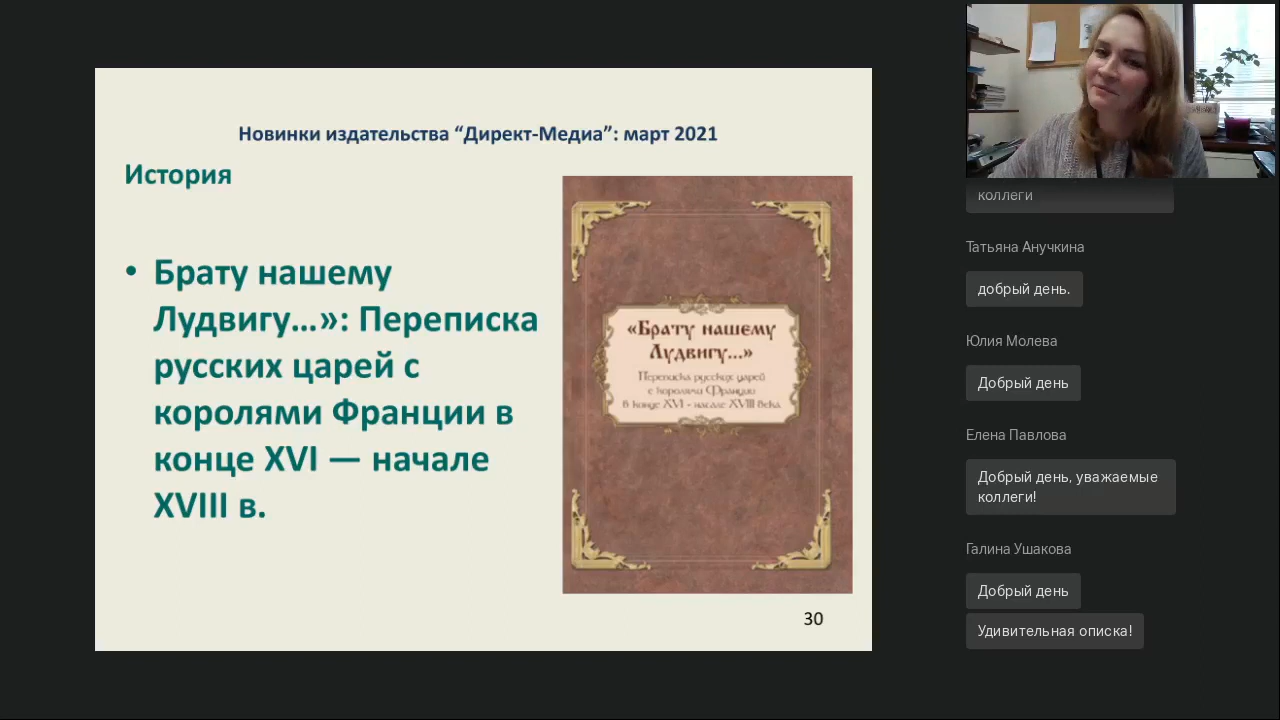 Новинки издательства “Директ-Медиа”: март 2021
История
• Брату нашему
Лудвигу…»: Переписка
русских царей с
королями Франции в
конце XVI — начале
XVIII в.
«Брату нашему
Лудвигу...»
Переписка русских царей
с королями Франции
в конце XVI - начале XVIII века
30
коллеги
Татьяна Анучкина
добрый день.
Юлия Молева
Добрый день
Елена Павлова
Добрый день, уважаемые
коллеги!
Галина Ушакова
Добрый день
Удивительная описка!